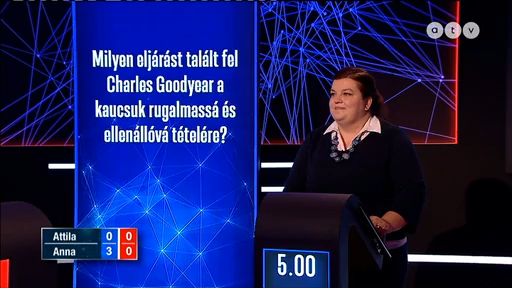 atv
Milyen eljárást talált fel
Charles Goodyear a
kaucsuk rugalmassá és
ellenállóvá tételére?
Attila 0 0
Anna 3 0
5.00